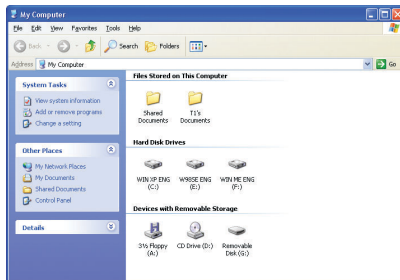 My Computer
File Edit View Favorites Tools Help
Back Search Folders
Address My Computer Go
System Tasks
View system information
Add or remove programs
Change a setting
Other Places
My Network Places
My Documents
Shared Documents
Control Panel
Details
Files Stored on This Computer
Shared Documents
T1's Documents
Hard Disk Drives
WIN XP ENG (C:)
W98SE ENG (E:)
WIN ME ENG (F:)
Devices with Removable Storage
3½ Floppy (A:)
CD Drive (D:)
Removable Disk (G:)